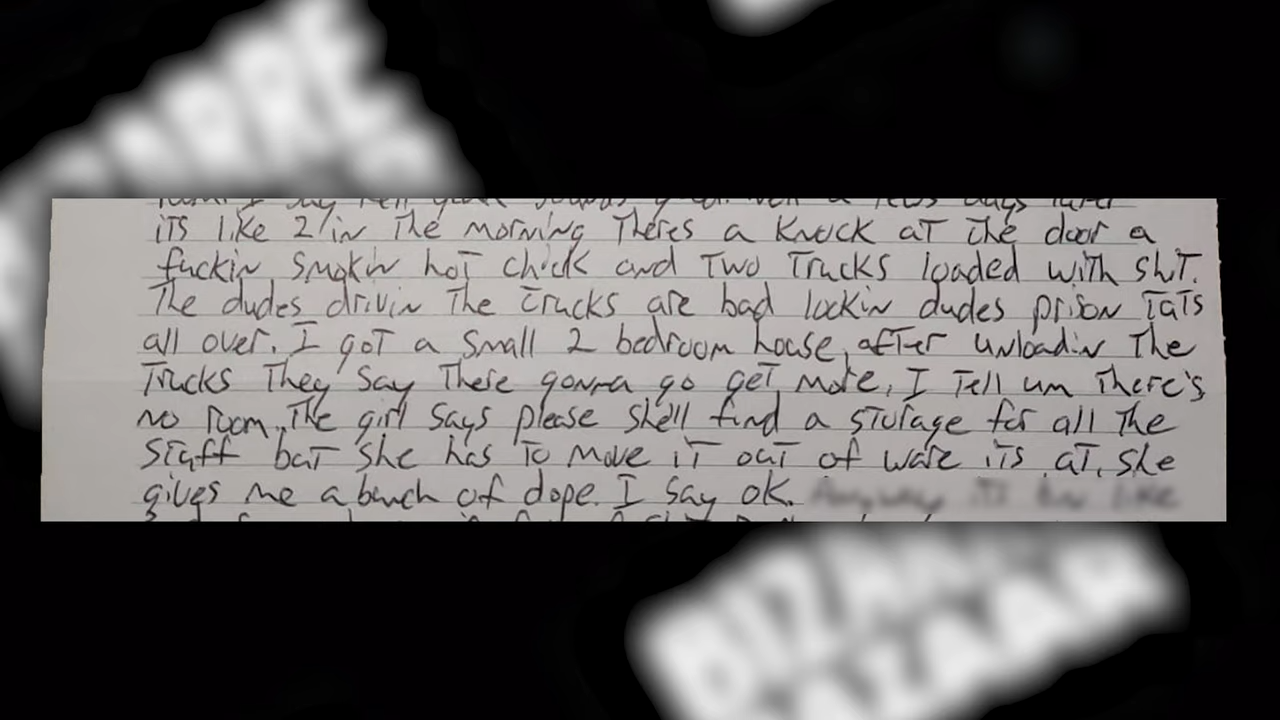 its like 2 in The morning Theres a Knock aT The door a
fuckin smokin hoT chick and Two Trucks loaded with shiT.
The dudes drivin The Trucks are bad lookin dudes prison TaTs
all over. I goT a small 2 bedroom house, afTer unloadin The
Trucks They say There gonna go geT more, I Tell um There's
no room. The girl says please shell find a sTorage for all The
sTuff buT she has To move iT ouT of ware iTs aT. she
gives me a bunch of dope. I say ok.